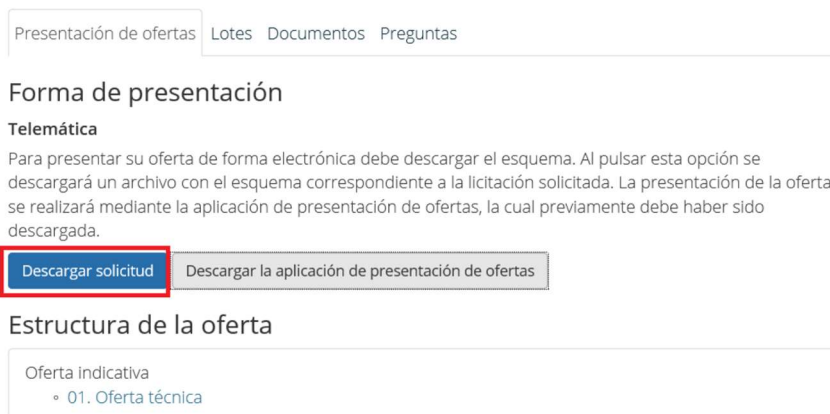 Presentación de ofertas Lotes Documentos Preguntas
Forma de presentación
Telemática
Para presentar su oferta de forma electrónica debe descargar el esquema. Al pulsar esta opción se
descargará un archivo con el esquema correspondiente a la licitación solicitada. La presentación de la oferta
se realizará mediante la aplicación de presentación de ofertas, la cual previamente debe haber sido
descargada.
Descargar solicitud Descargar la aplicación de presentación de ofertas
Estructura de la oferta
Oferta indicativa
◦ 01. Oferta técnica